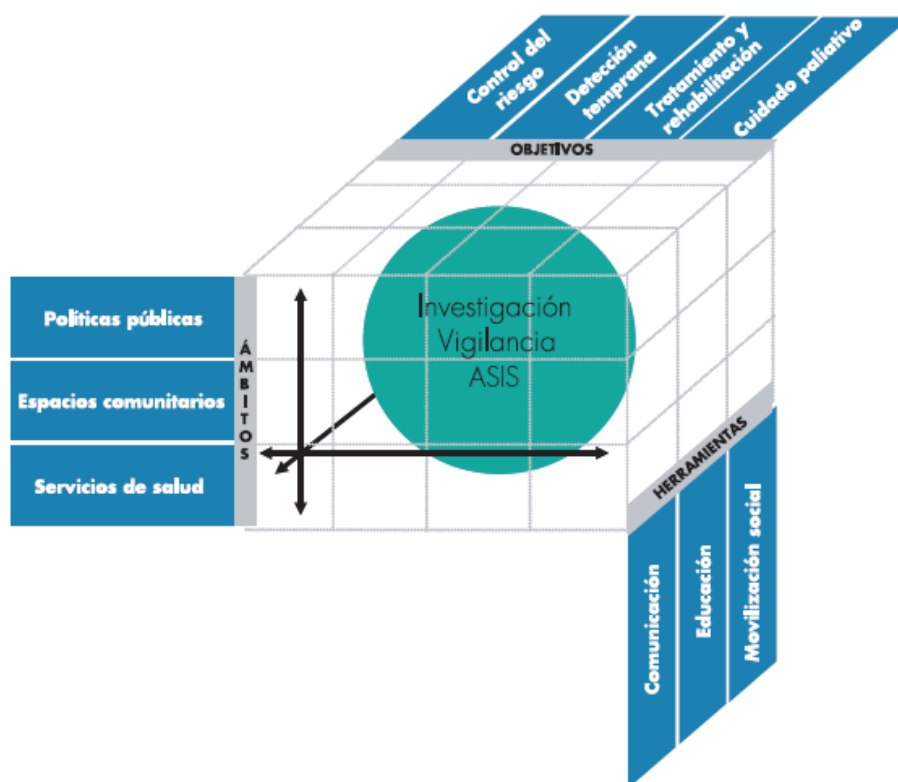 Control del
riesgo
Detección
temprana
Tratamiento y
rehabilitación
Cuidado paliativo
OBJETIVOS
Políticas públicas
Espacios comunitarios
Servicios de salud
ÁMBITOS
Investigación
Vigilancia
ASIS
HERRAMIENTAS
Comunicación
Educación
Movilización social